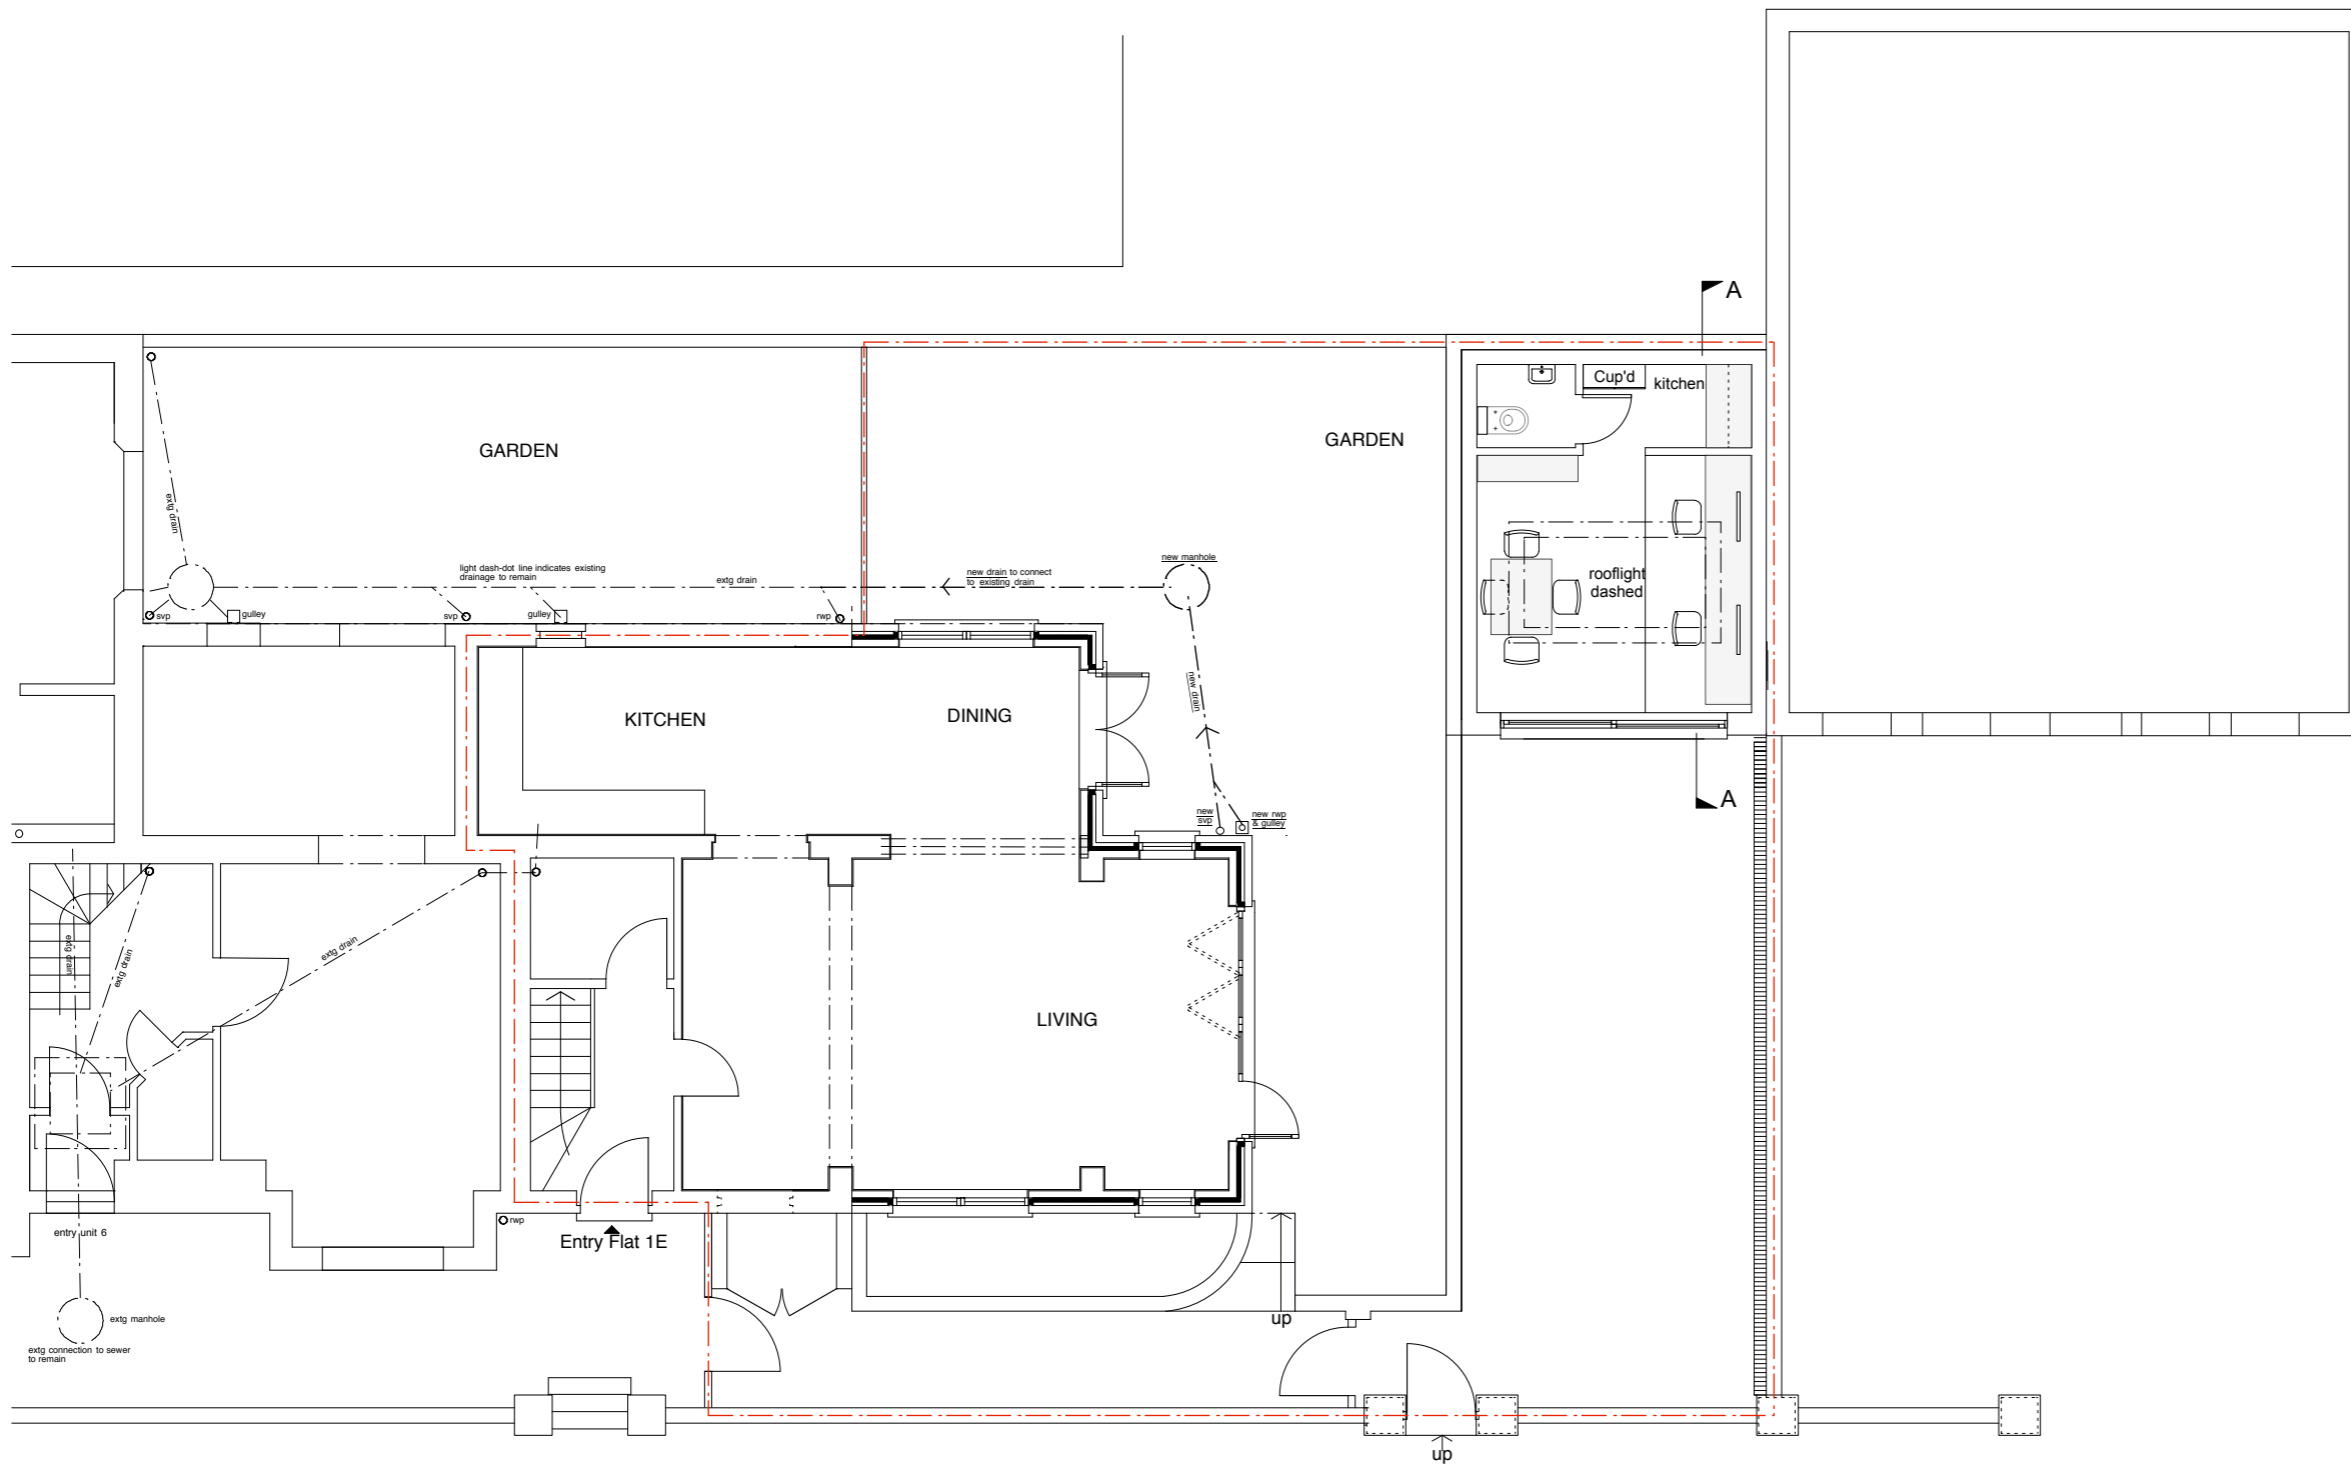 A
Cup'd
kitchen
GARDEN
GARDEN
extg drain
new manhole
light dash-dot line indicates existing
drainage to remain
extg drain
new drain to connect
to existing drain
rooflight
dashed
svp
gulley
svp
gulley
rwp
new drain
KITCHEN
DINING
A
new
svp
new rwp
& gulley
extg drain
extg drain
extg drain
LIVING
rwp
entry unit 6
Entry Flat 1E
extg manhole
up
extg connection to sewer
to remain
up